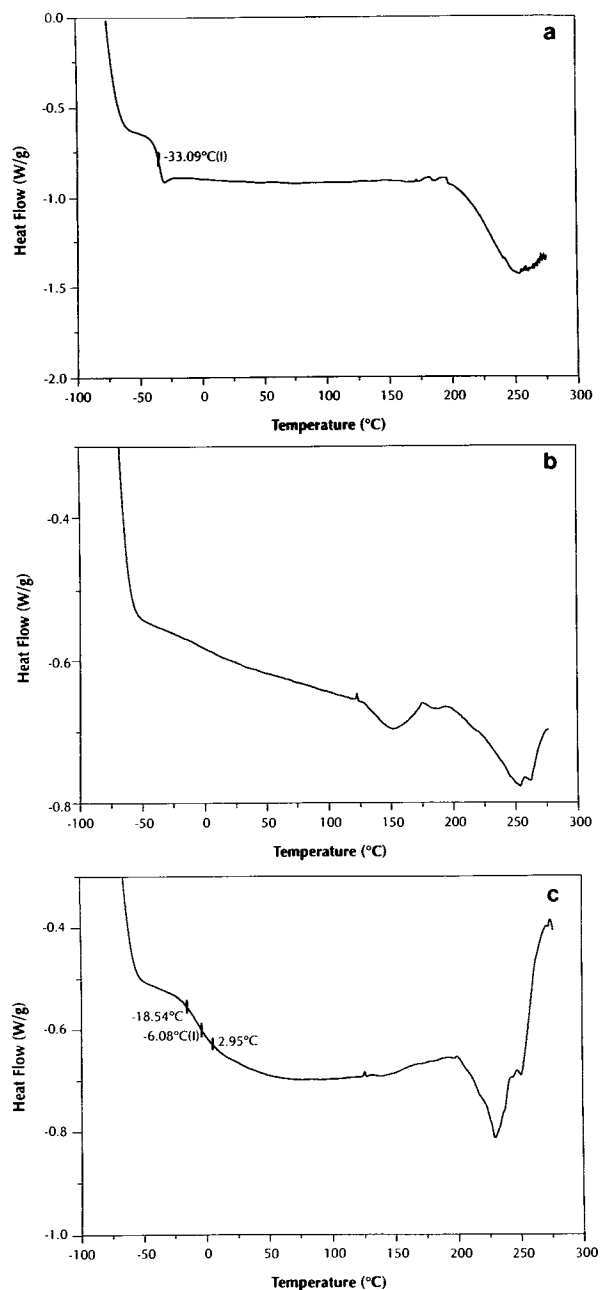 a
0.0
-0.5
-1.0
-1.5
-2.0
Heat Flow (W/g)
-33.09°C(I)
-100 -50 0 50 100 150 200 250 300
Temperature (°C)
b
-0.4
-0.6
-0.8
Heat Flow (W/g)
-100 -50 0 50 100 150 200 250 300
Temperature (°C)
c
-0.4
-0.6
-0.8
-1.0
Heat Flow (W/g)
-18.54°C
-6.08°C(I) 2.95°C
-100 -50 0 50 100 150 200 250 300
Temperature (°C)